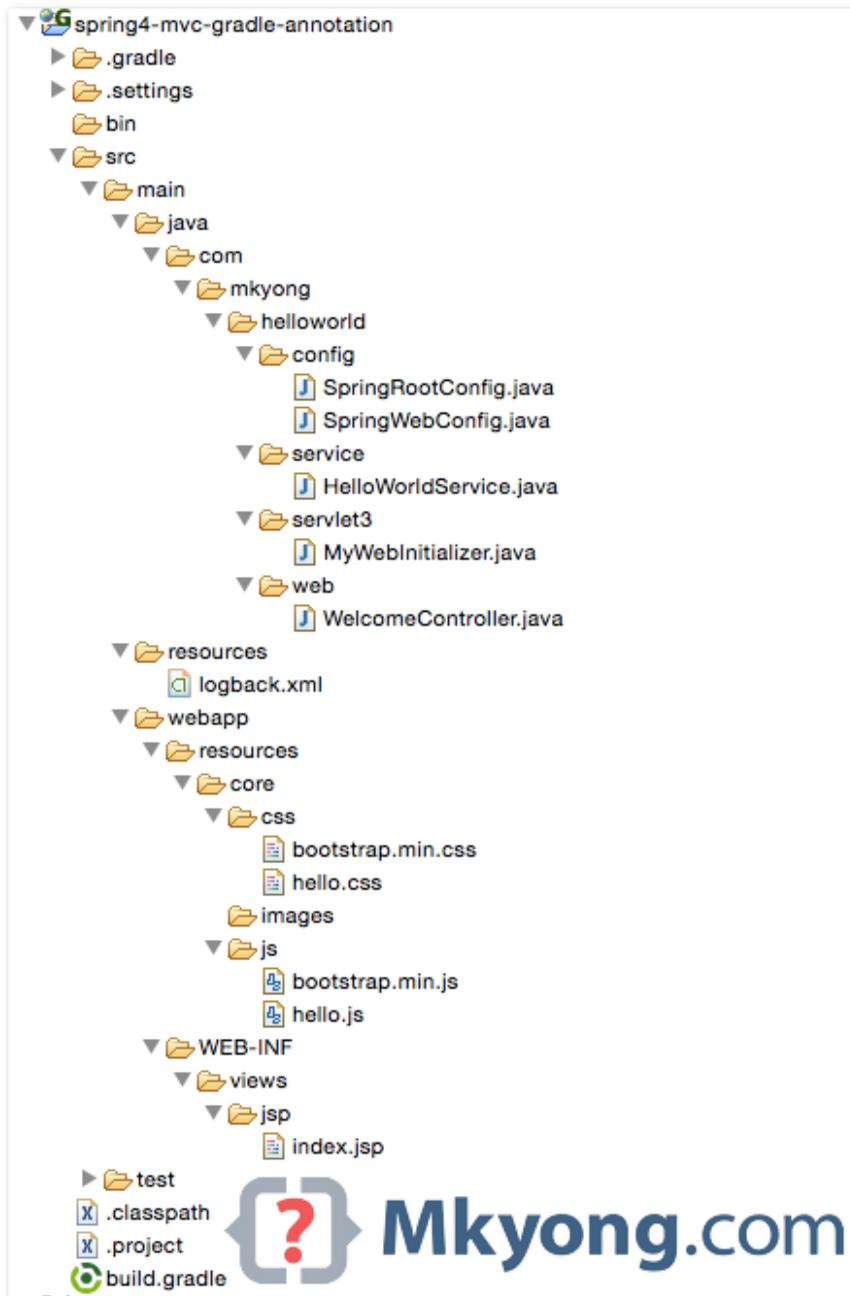 spring4-mvc-gradle-annotation
.gradle
.settings
bin
src
main
java
com
mkyong
helloworld
config
SpringRootConfig.java
SpringWebConfig.java
service
HelloWorldService.java
servlet3
MyWebInitializer.java
web
WelcomeController.java
resources
logback.xml
webapp
resources
core
css
bootstrap.min.css
hello.css
images
js
bootstrap.min.js
hello.js
WEB-INF
views
jsp
index.jsp
test
.classpath
.project
build.gradle
{?} Mkyong.com